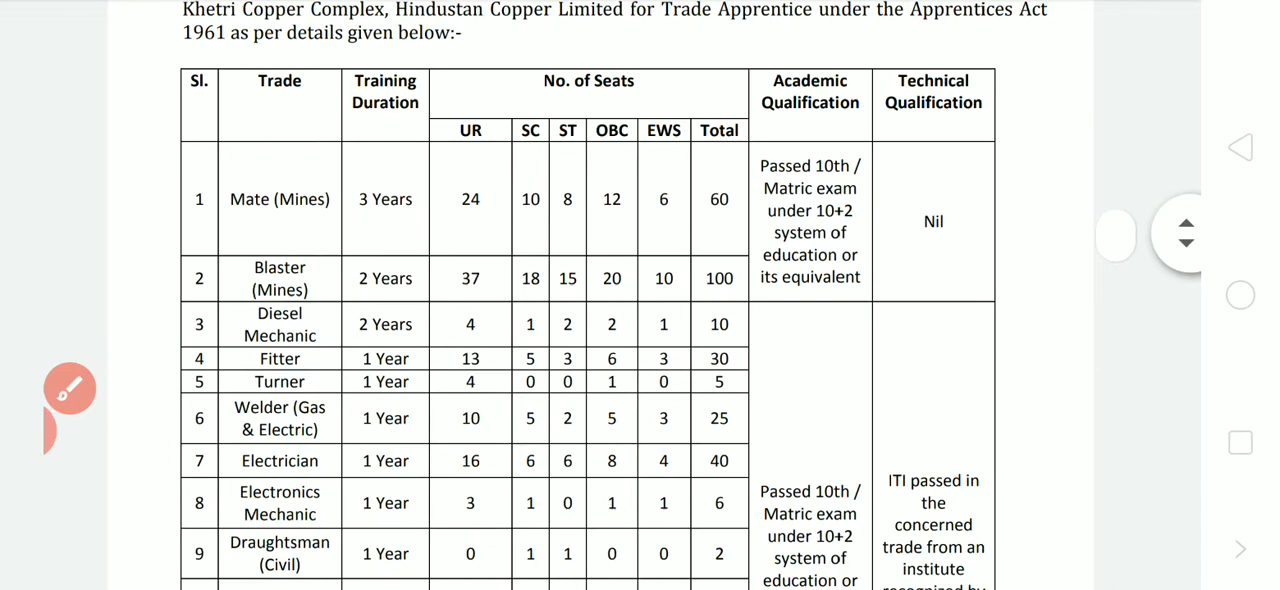 Khetri Copper Complex, Hindustan Copper Limited for Trade Apprentice under the Apprentices Act
1961 as per details given below:-
Sl. Trade Training Duration No. of Seats Academic Qualification Technical Qualification
UR SC ST OBC EWS Total
1 Mate (Mines) 3 Years 24 10 8 12 6 60
Passed 10th /
Matric exam
under 10+2
system of
education or
its equivalent
Nil
2 Blaster (Mines) 2 Years 37 18 15 20 10 100
3 Diesel Mechanic 2 Years 4 1 2 2 1 10
4 Fitter 1 Year 13 5 3 6 3 30
5 Turner 1 Year 4 0 0 1 0 5
6 Welder (Gas & Electric) 1 Year 10 5 2 5 3 25
7 Electrician 1 Year 16 6 6 8 4 40
8 Electronics Mechanic 1 Year 3 1 0 1 1 6
9 Draughtsman (Civil) 1 Year 0 1 1 0 0 2
Passed 10th /
Matric exam
under 10+2
system of
education or
ITI passed in
the
concerned
trade from an
institute